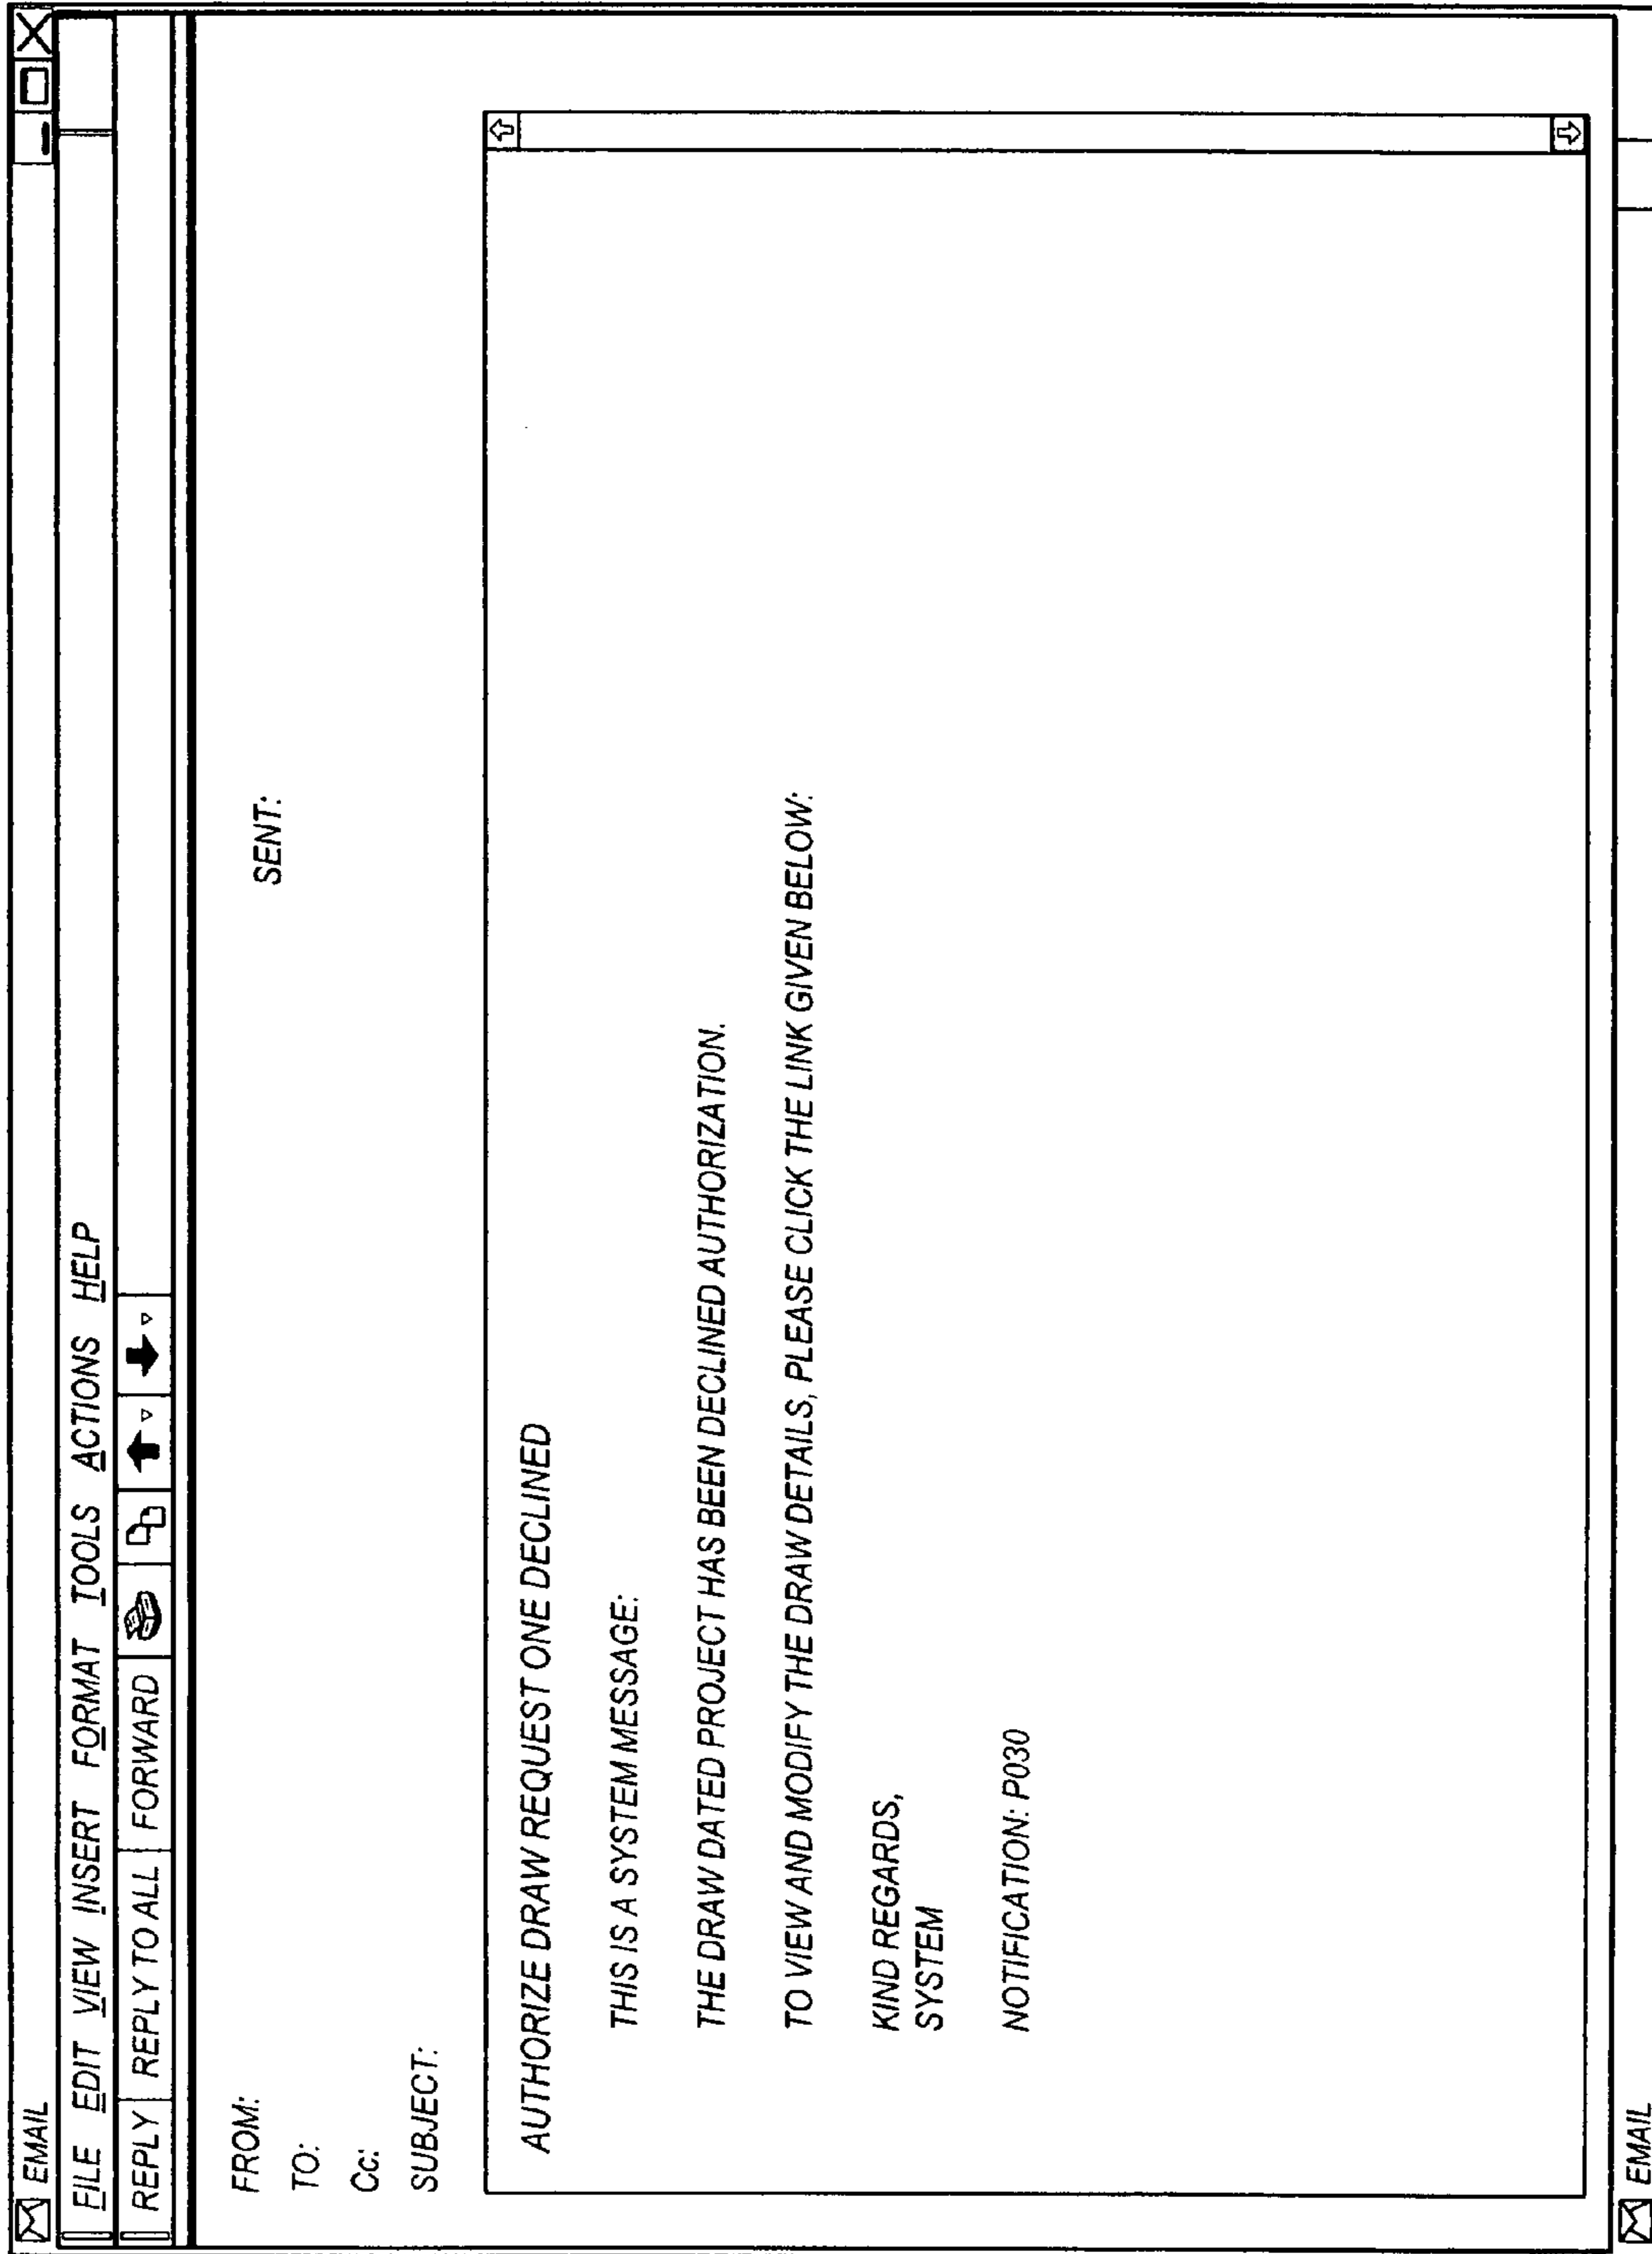 EMAIL
FILE EDIT VIEW INSERT FORMAT TOOLS ACTIONS HELP
REPLY REPLY TO ALL FORWARD
FROM:
SENT:
TO:
Cc:
SUBJECT:
AUTHORIZE DRAW REQUEST ONE DECLINED
THIS IS A SYSTEM MESSAGE:
THE DRAW DATED PROJECT HAS BEEN DECLINED AUTHORIZATION.
TO VIEW AND MODIFY THE DRAW DETAILS, PLEASE CLICK THE LINK GIVEN BELOW:
KIND REGARDS,
SYSTEM
NOTIFICATION: P030
EMAIL